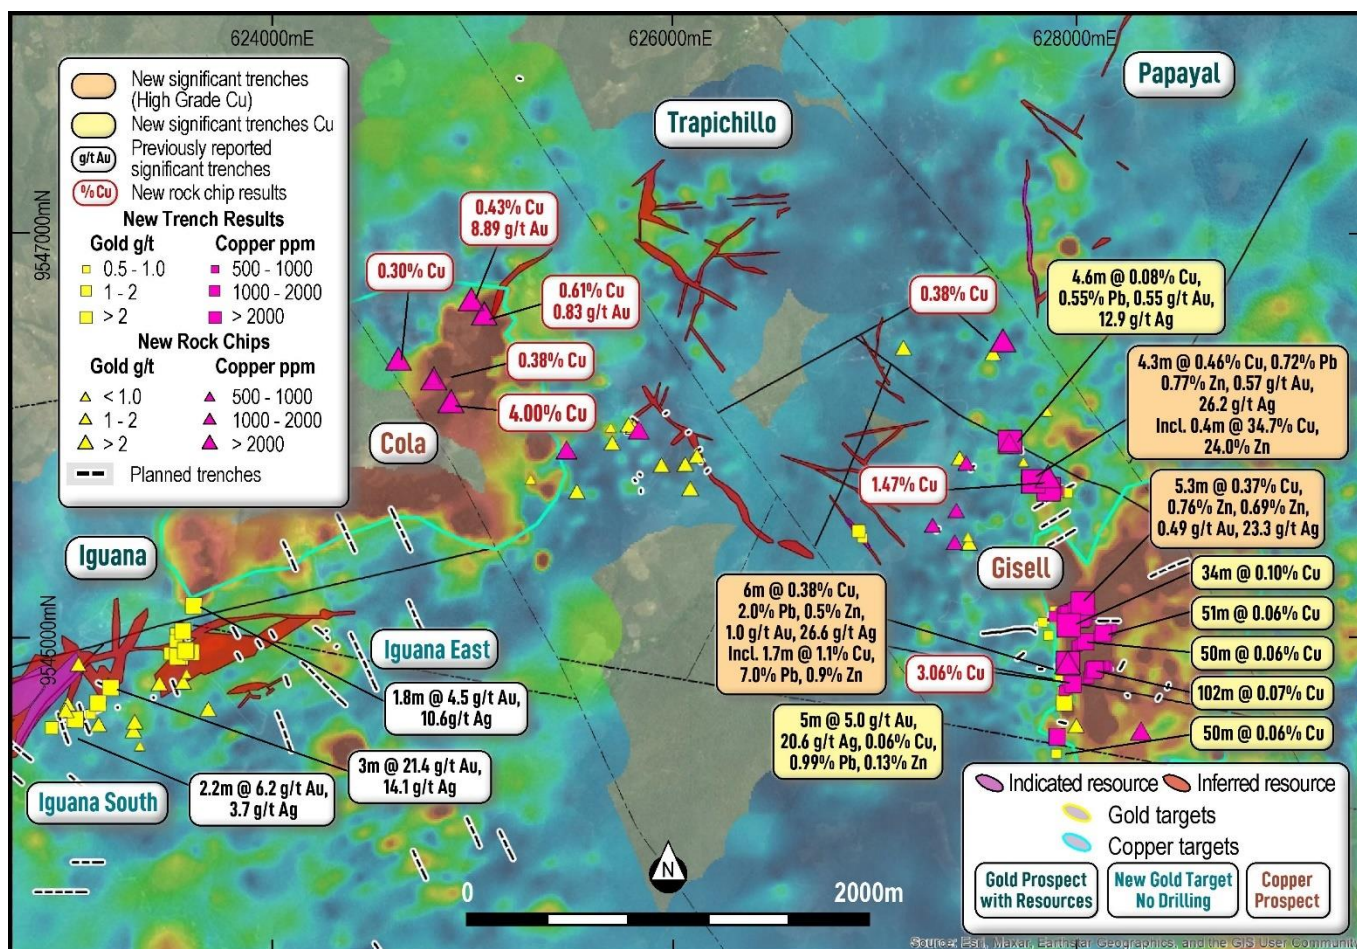 624000mE
626000mE
628000mE
9547000mN
9546000mN
New significant trenches
(High Grade Cu)
New significant trenches Cu
g/t Au
Previously reported
significant trenches
% Cu
New rock chip results
New Trench Results
Gold g/t
Copper ppm
0.5 - 1.0
500 - 1000
1 - 2
1000 - 2000
> 2
> 2000
New Rock Chips
Gold g/t
Copper ppm
< 1.0
500 - 1000
1 - 2
1000 - 2000
> 2
> 2000
Planned trenches
Trapichillo
Papayal
0.43% Cu
8.89 g/t Au
0.30% Cu
0.61% Cu
0.83 g/t Au
0.38% Cu
4.00% Cu
Cola
0.38% Cu
4.6m @ 0.08% Cu,
0.55% Pb, 0.55 g/t Au,
12.9 g/t Ag
4.3m @ 0.46% Cu, 0.72% Pb
0.77% Zn, 0.57 g/t Au,
26.2 g/t Ag
Incl. 0.4m @ 34.7% Cu,
24.0% Zn
1.47% Cu
5.3m @ 0.37% Cu,
0.76% Zn, 0.69% Zn,
0.49 g/t Au, 23.3 g/t Ag
Gisell
34m @ 0.10% Cu
51m @ 0.06% Cu
50m @ 0.06% Cu
102m @ 0.07% Cu
50m @ 0.06% Cu
6m @ 0.38% Cu,
2.0% Pb, 0.5% Zn,
1.0 g/t Au, 26.6 g/t Ag
Incl. 1.7m @ 1.1% Cu,
7.0% Pb, 0.9% Zn
3.06% Cu
5m @ 5.0 g/t Au,
20.6 g/t Ag, 0.06% Cu,
0.99% Pb, 0.13% Zn
Iguana
Iguana East
1.8m @ 4.5 g/t Au,
10.6g/t Ag
3m @ 21.4 g/t Au,
14.1 g/t Ag
2.2m @ 6.2 g/t Au,
3.7 g/t Ag
Iguana South
N
0
2000m
Indicated resource
Inferred resource
Gold targets
Copper targets
Gold Prospect
with Resources
New Gold Target
No Drilling
Copper
Prospect
Source: Esri, Maxar, Earthstar Geographics, and the GIS User Community